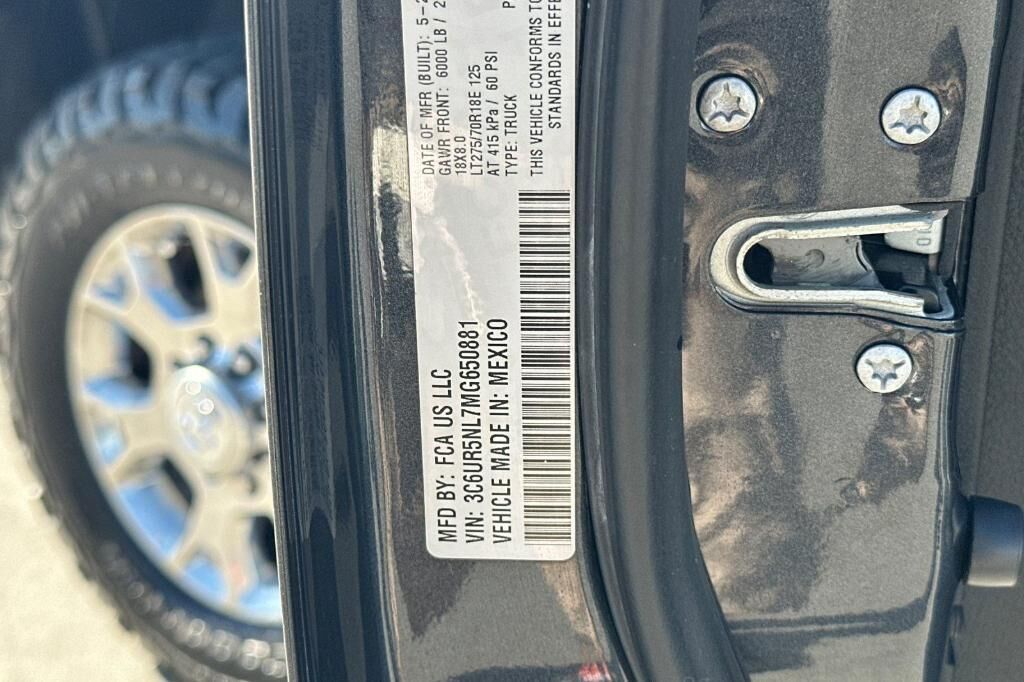 MFD BY: FCA US LLC
VIN: 3C6UR5NL7MG650881
VEHICLE MADE IN: MEXICO
DATE OF MFR (BUILT): 5-2
GAWR FRONT: 6000 LB / 2
18X8.0
LT275/70R18E 125
AT 415 kPa / 60 PSI
TYPE: TRUCK
P
THIS VEHICLE CONFORMS TO
STANDARDS IN EFFE